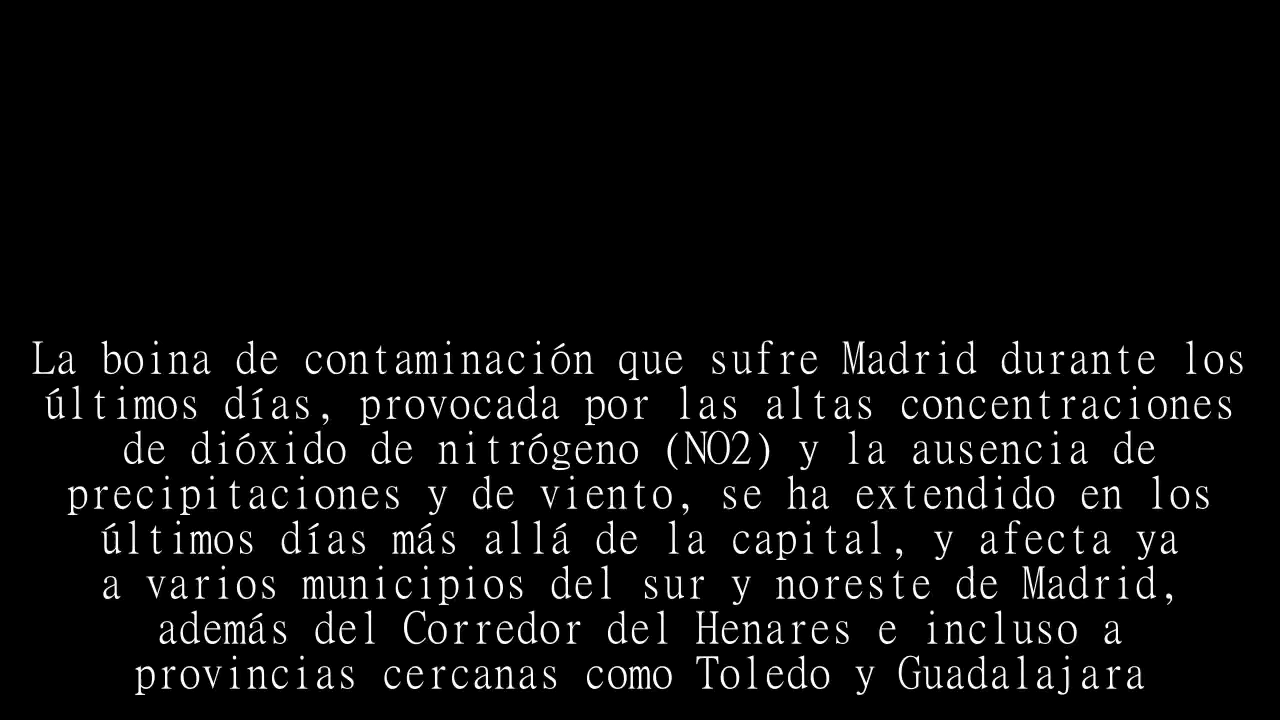 La boina de contaminación que sufre Madrid durante los
últimos días, provocada por las altas concentraciones
de dióxido de nitrógeno (NO2) y la ausencia de
precipitaciones y de viento, se ha extendido en los
últimos días más allá de la capital, y afecta ya
a varios municipios del sur y noreste de Madrid,
además del Corredor del Henares e incluso a
provincias cercanas como Toledo y Guadalajara